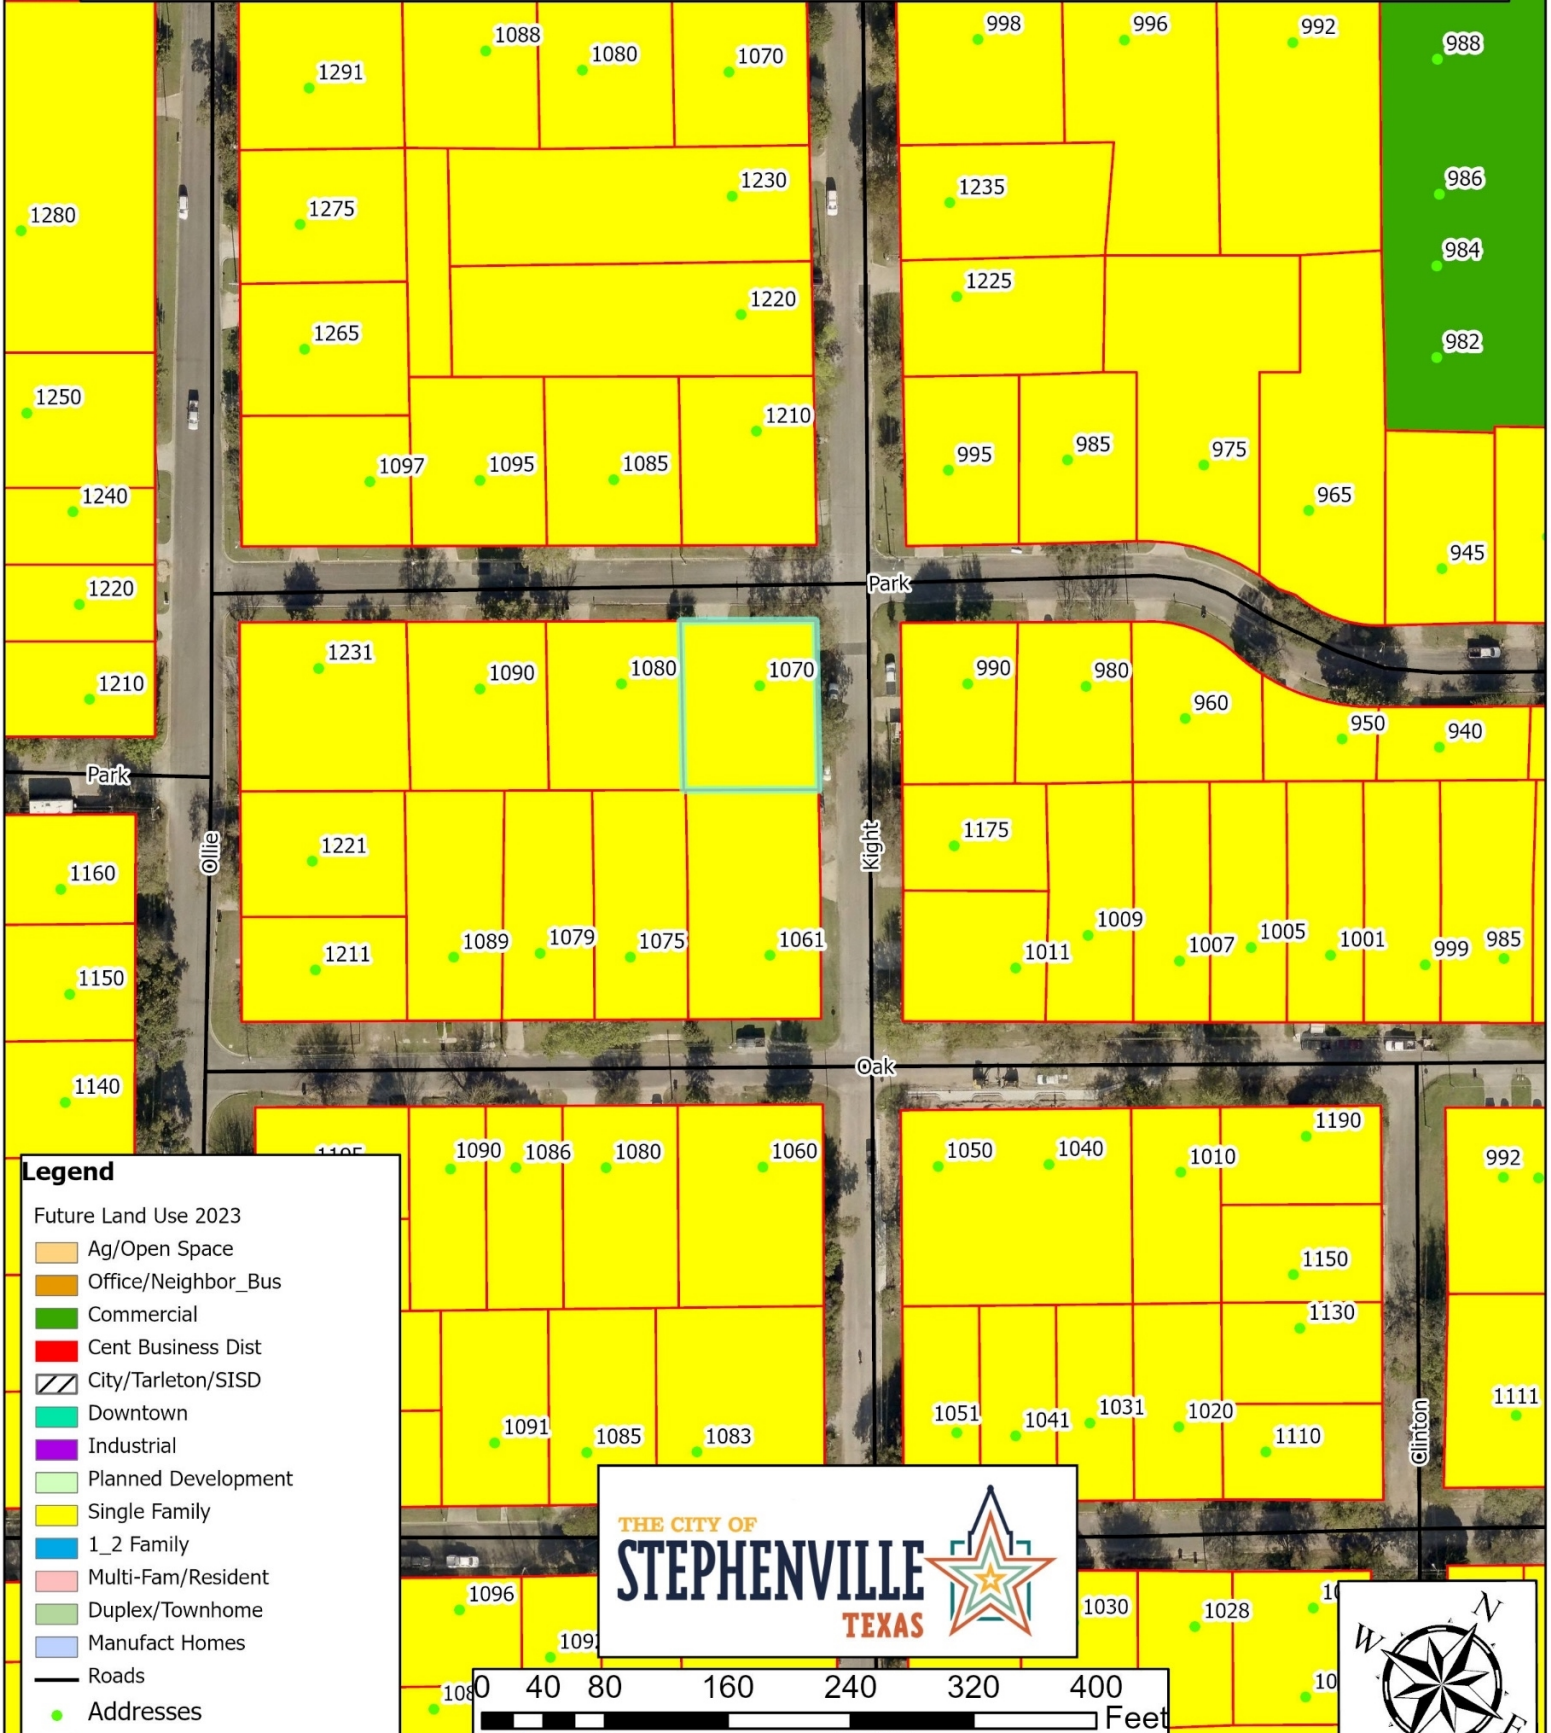 1088
998
996
992
988
1291
1080
1070
1230
1235
986
1280
1275
984
1225
1220
982
1265
1250
1210
1097
1095
1085
995
985
975
965
1240
945
1220
Park
1231
1090
1080
1070
990
980
960
950
940
1210
Park
Ollie
Kight
1221
1175
1160
1211
1089
1079
1075
1061
1011
1009
1007
1005
1001
999
985
1150
Oak
1140
1090
1086
1080
1060
1050
1040
1010
1190
992
1150
1130
1091
1085
1083
1051
1041
1031
1020
1110
1111
Clinton
Legend
Future Land Use 2023
Ag/Open Space
Office/Neighbor_Bus
Commercial
Cent Business Dist
City/Tarleton/SISD
Downtown
Industrial
Planned Development
Single Family
1_2 Family
Multi-Fam/Resident
Duplex/Townhome
Manufact Homes
Roads
Addresses
THE CITY OF
STEPHENVILLE
TEXAS
1096
1030
1028
N
W
0 40 80 160 240 320 400
Feet